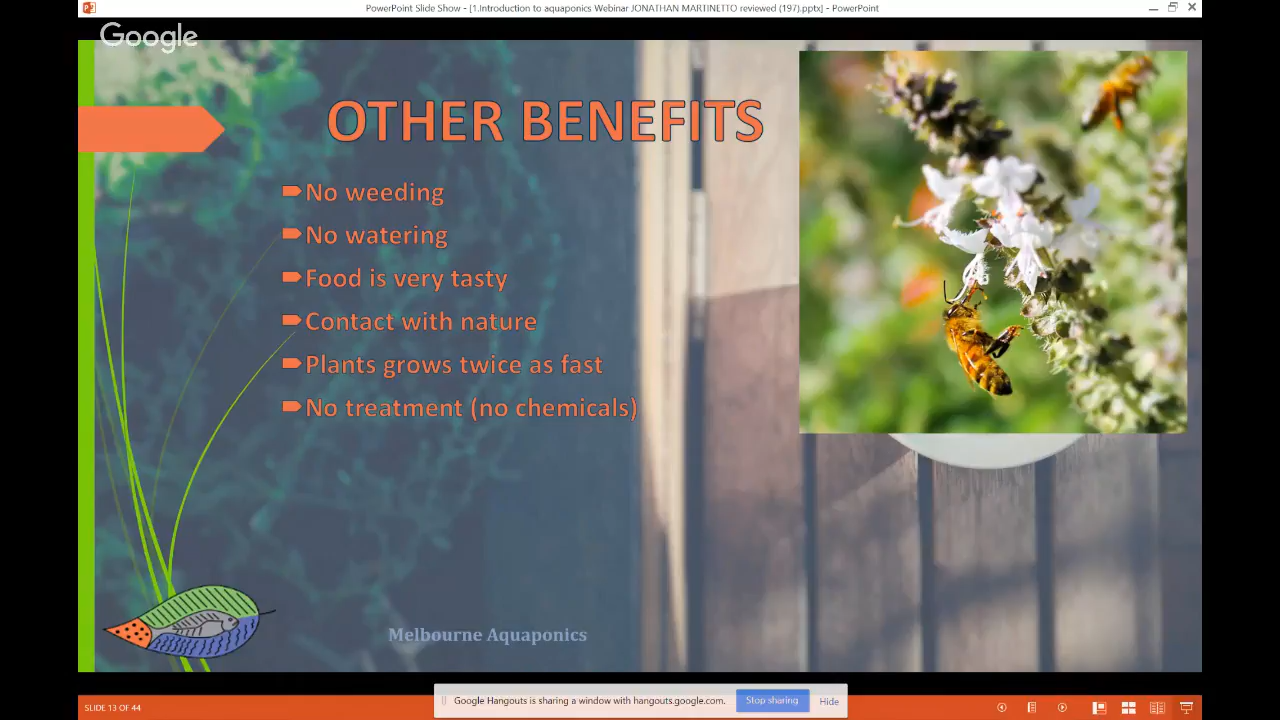 PowerPoint Slide Show - [1.Introduction to aquaponics Webinar JONATHAN MARTINETTO reviewed (197).pptx] - PowerPoint
Google
OTHER BENEFITS
No weeding
No watering
Food is very tasty
Contact with nature
Plants grows twice as fast
No treatment (no chemicals)
Melbourne Aquaponics
Google Hangouts is sharing a window with hangouts.google.com.
Stop sharing
Hide
SLIDE 13 OF 44